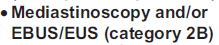 • Mediastinoscopy and/or
EBUS/EUS (category 2B)